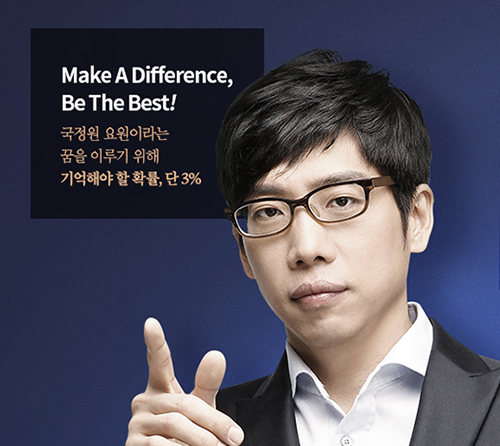 Make A Difference,
Be The Best!
국정원 요원이라는
꿈을 이루기 위해
기억해야 할 확률, 단 3%